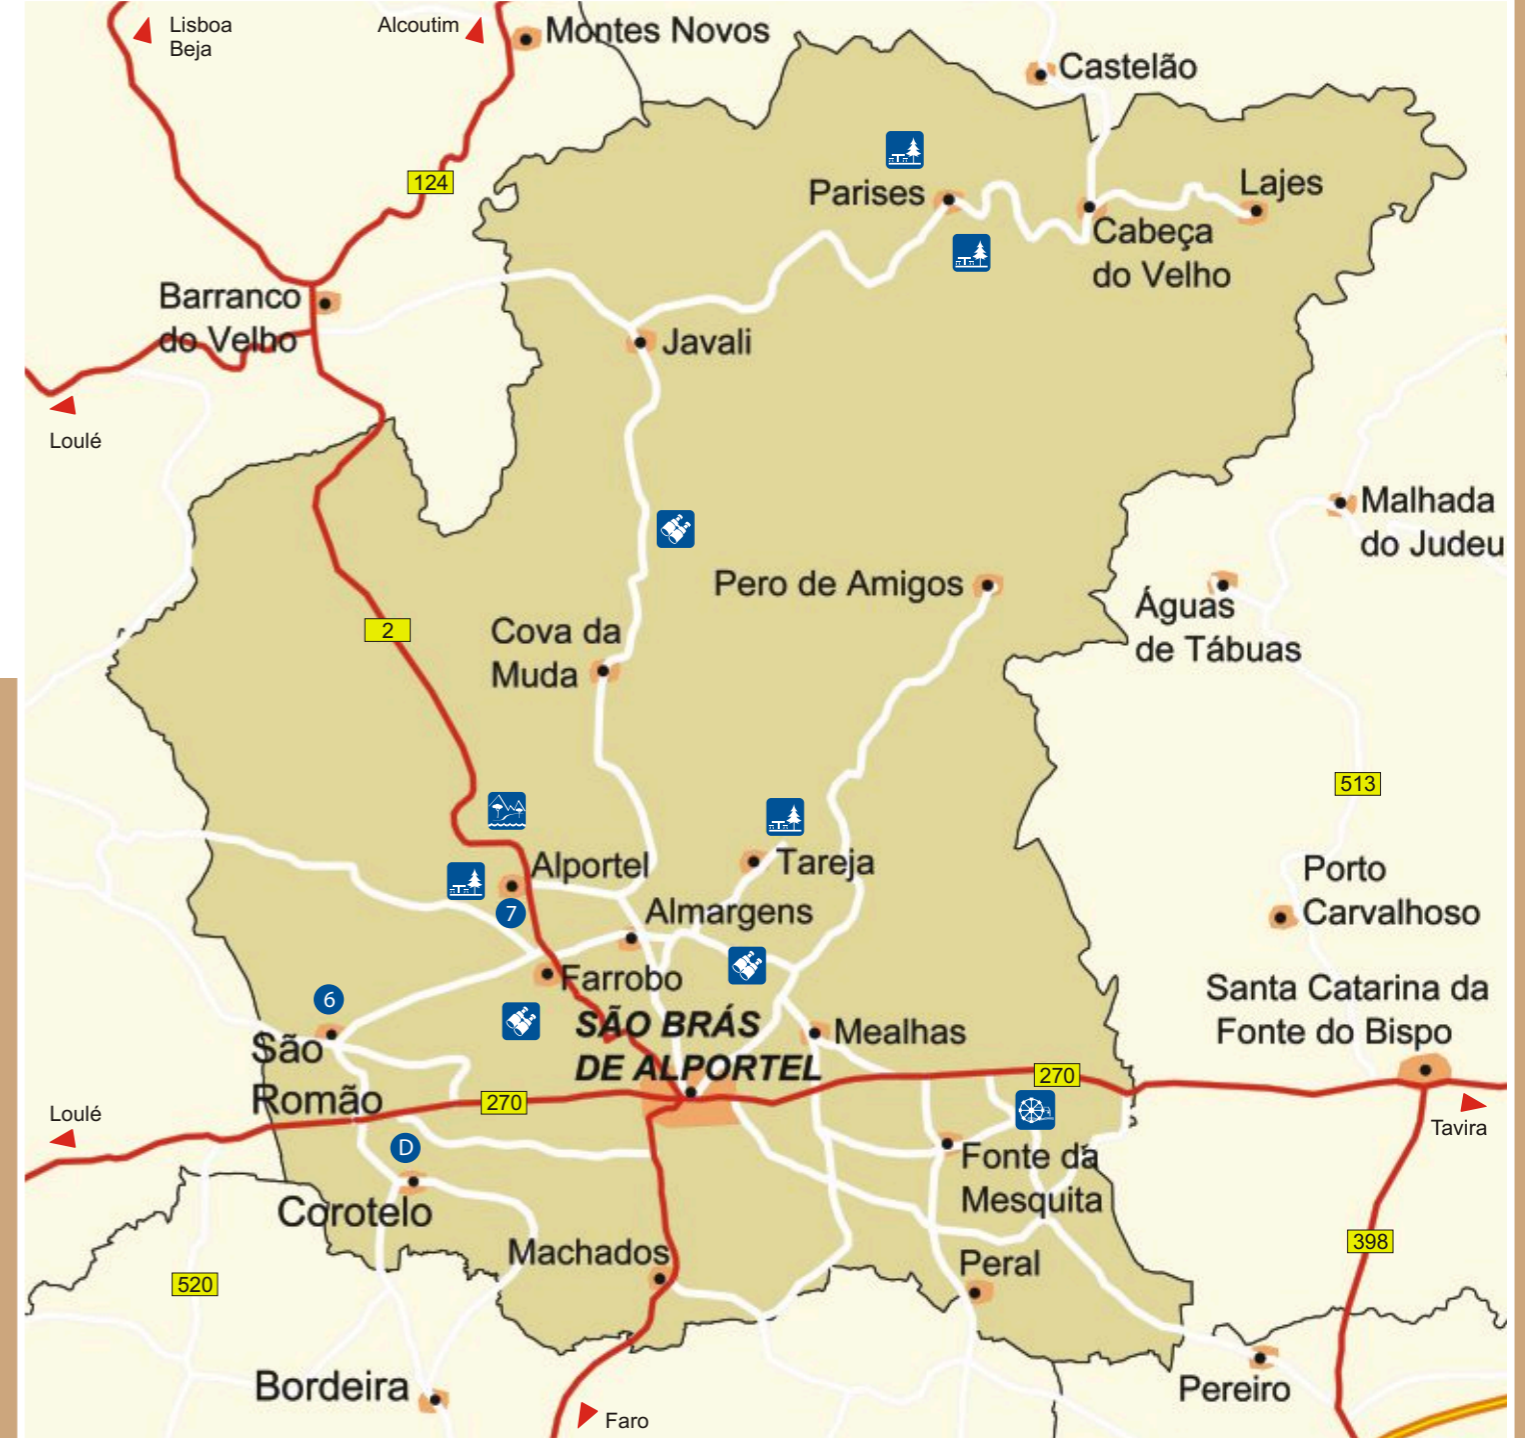 Lisboa
Beja
Alcoutim
Montes Novos
Castelão
124
Parises
Lajes
Cabeça
do Velho
Barranco
do Velho
Javali
Loulé
Malhada
do Judeu
Pero de Amigos
Águas
de Tábuas
2
Cova da
Muda
513
Alportel
Tareja
Porto
Carvalhoso
7
Almargens
Farrobo
6
Santa Catarina da
Fonte do Bispo
SÃO BRÁS
DE ALPORTEL
Mealhas
São
Romão
270
270
Loulé
Tavira
D
Fonte da
Mesquita
Corotelo
Machados
Peral
398
520
Bordeira
Pereiro
Faro